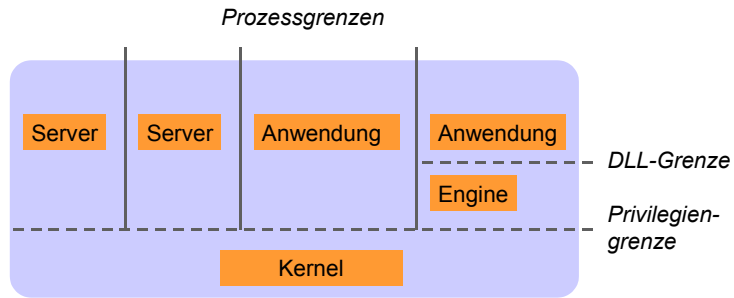 Prozessgrenzen
Server
Server
Anwendung
Anwendung
DLL-Grenze
Engine
Privilegien-
grenze
Kernel